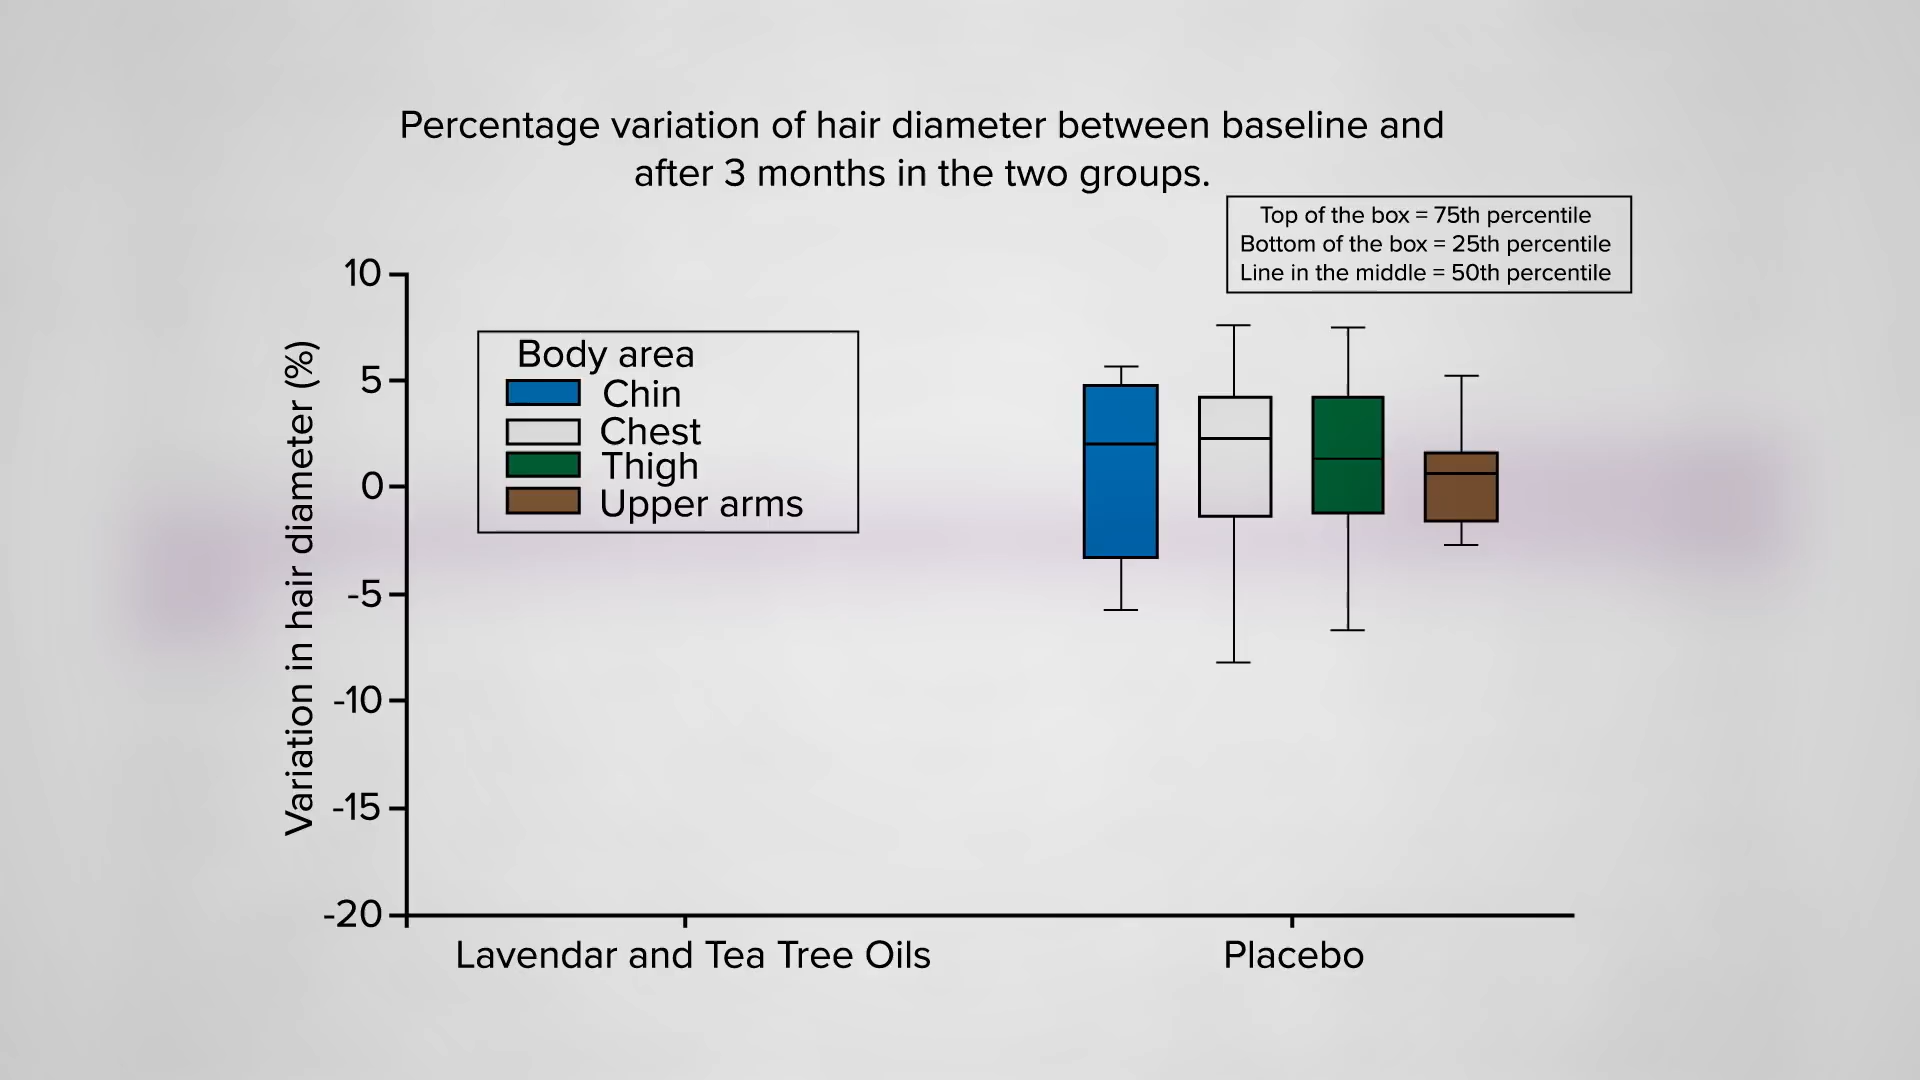 Percentage variation of hair diameter between baseline and
after 3 months in the two groups.
Top of the box = 75th percentile
Bottom of the box = 25th percentile
Line in the middle = 50th percentile
Variation in hair diameter (%)
10
5
0
-5
-10
-15
-20
Body area
Chin
Chest
Thigh
Upper arms
Lavendar and Tea Tree Oils
Placebo